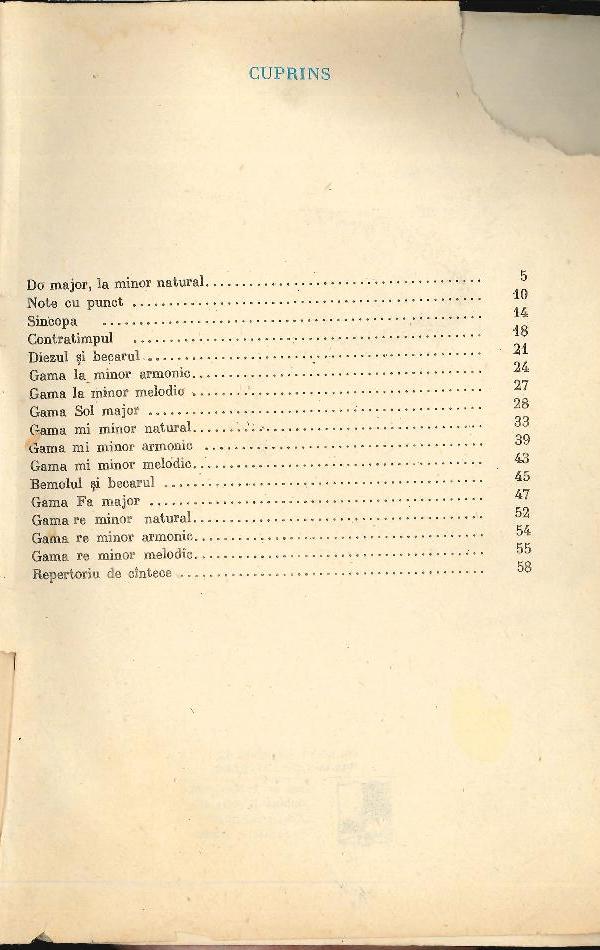 CUPRINS
Do major, la minor natural. . . . . . . . . . . . . . . . . . . . . . . . . . . . . . . . . . . . 5
Note cu punct . . . . . . . . . . . . . . . . . . . . . . . . . . . . . . . . . . . . . . . . . . . . 10
Sincopa . . . . . . . . . . . . . . . . . . . . . . . . . . . . . . . . . . . . . . . . . . . . . . . . 14
Contratimpul . . . . . . . . . . . . . . . . . . . . . . . . . . . . . . . . . . . . . . . . . . . . 18
Diezul și becarul . . . . . . . . . . . . . . . . . . . . . . . . . . . . . . . . . . . . . . . . . . 21
Gama la minor armonic. . . . . . . . . . . . . . . . . . . . . . . . . . . . . . . . . . . . . 24
Gama la minor melodic . . . . . . . . . . . . . . . . . . . . . . . . . . . . . . . . . . . . . 27
Gama Sol major . . . . . . . . . . . . . . . . . . . . . . . . . . . . . . . . . . . . . . . . . . 28
Gama mi minor natural. . . . . . . . . . . . . . . . . . . . . . . . . . . . . . . . . . . . . 33
Gama mi minor armonic . . . . . . . . . . . . . . . . . . . . . . . . . . . . . . . . . . . . 39
Gama mi minor melodic. . . . . . . . . . . . . . . . . . . . . . . . . . . . . . . . . . . . . 43
Bemolul și becarul . . . . . . . . . . . . . . . . . . . . . . . . . . . . . . . . . . . . . . . . 45
Gama Fa major . . . . . . . . . . . . . . . . . . . . . . . . . . . . . . . . . . . . . . . . . . 47
Gama re minor natural. . . . . . . . . . . . . . . . . . . . . . . . . . . . . . . . . . . . . 52
Gama re minor armonic. . . . . . . . . . . . . . . . . . . . . . . . . . . . . . . . . . . . . 54
Gama re minor melodic. . . . . . . . . . . . . . . . . . . . . . . . . . . . . . . . . . . . . 55
Repertoriu de cîntece . . . . . . . . . . . . . . . . . . . . . . . . . . . . . . . . . . . . . . 58